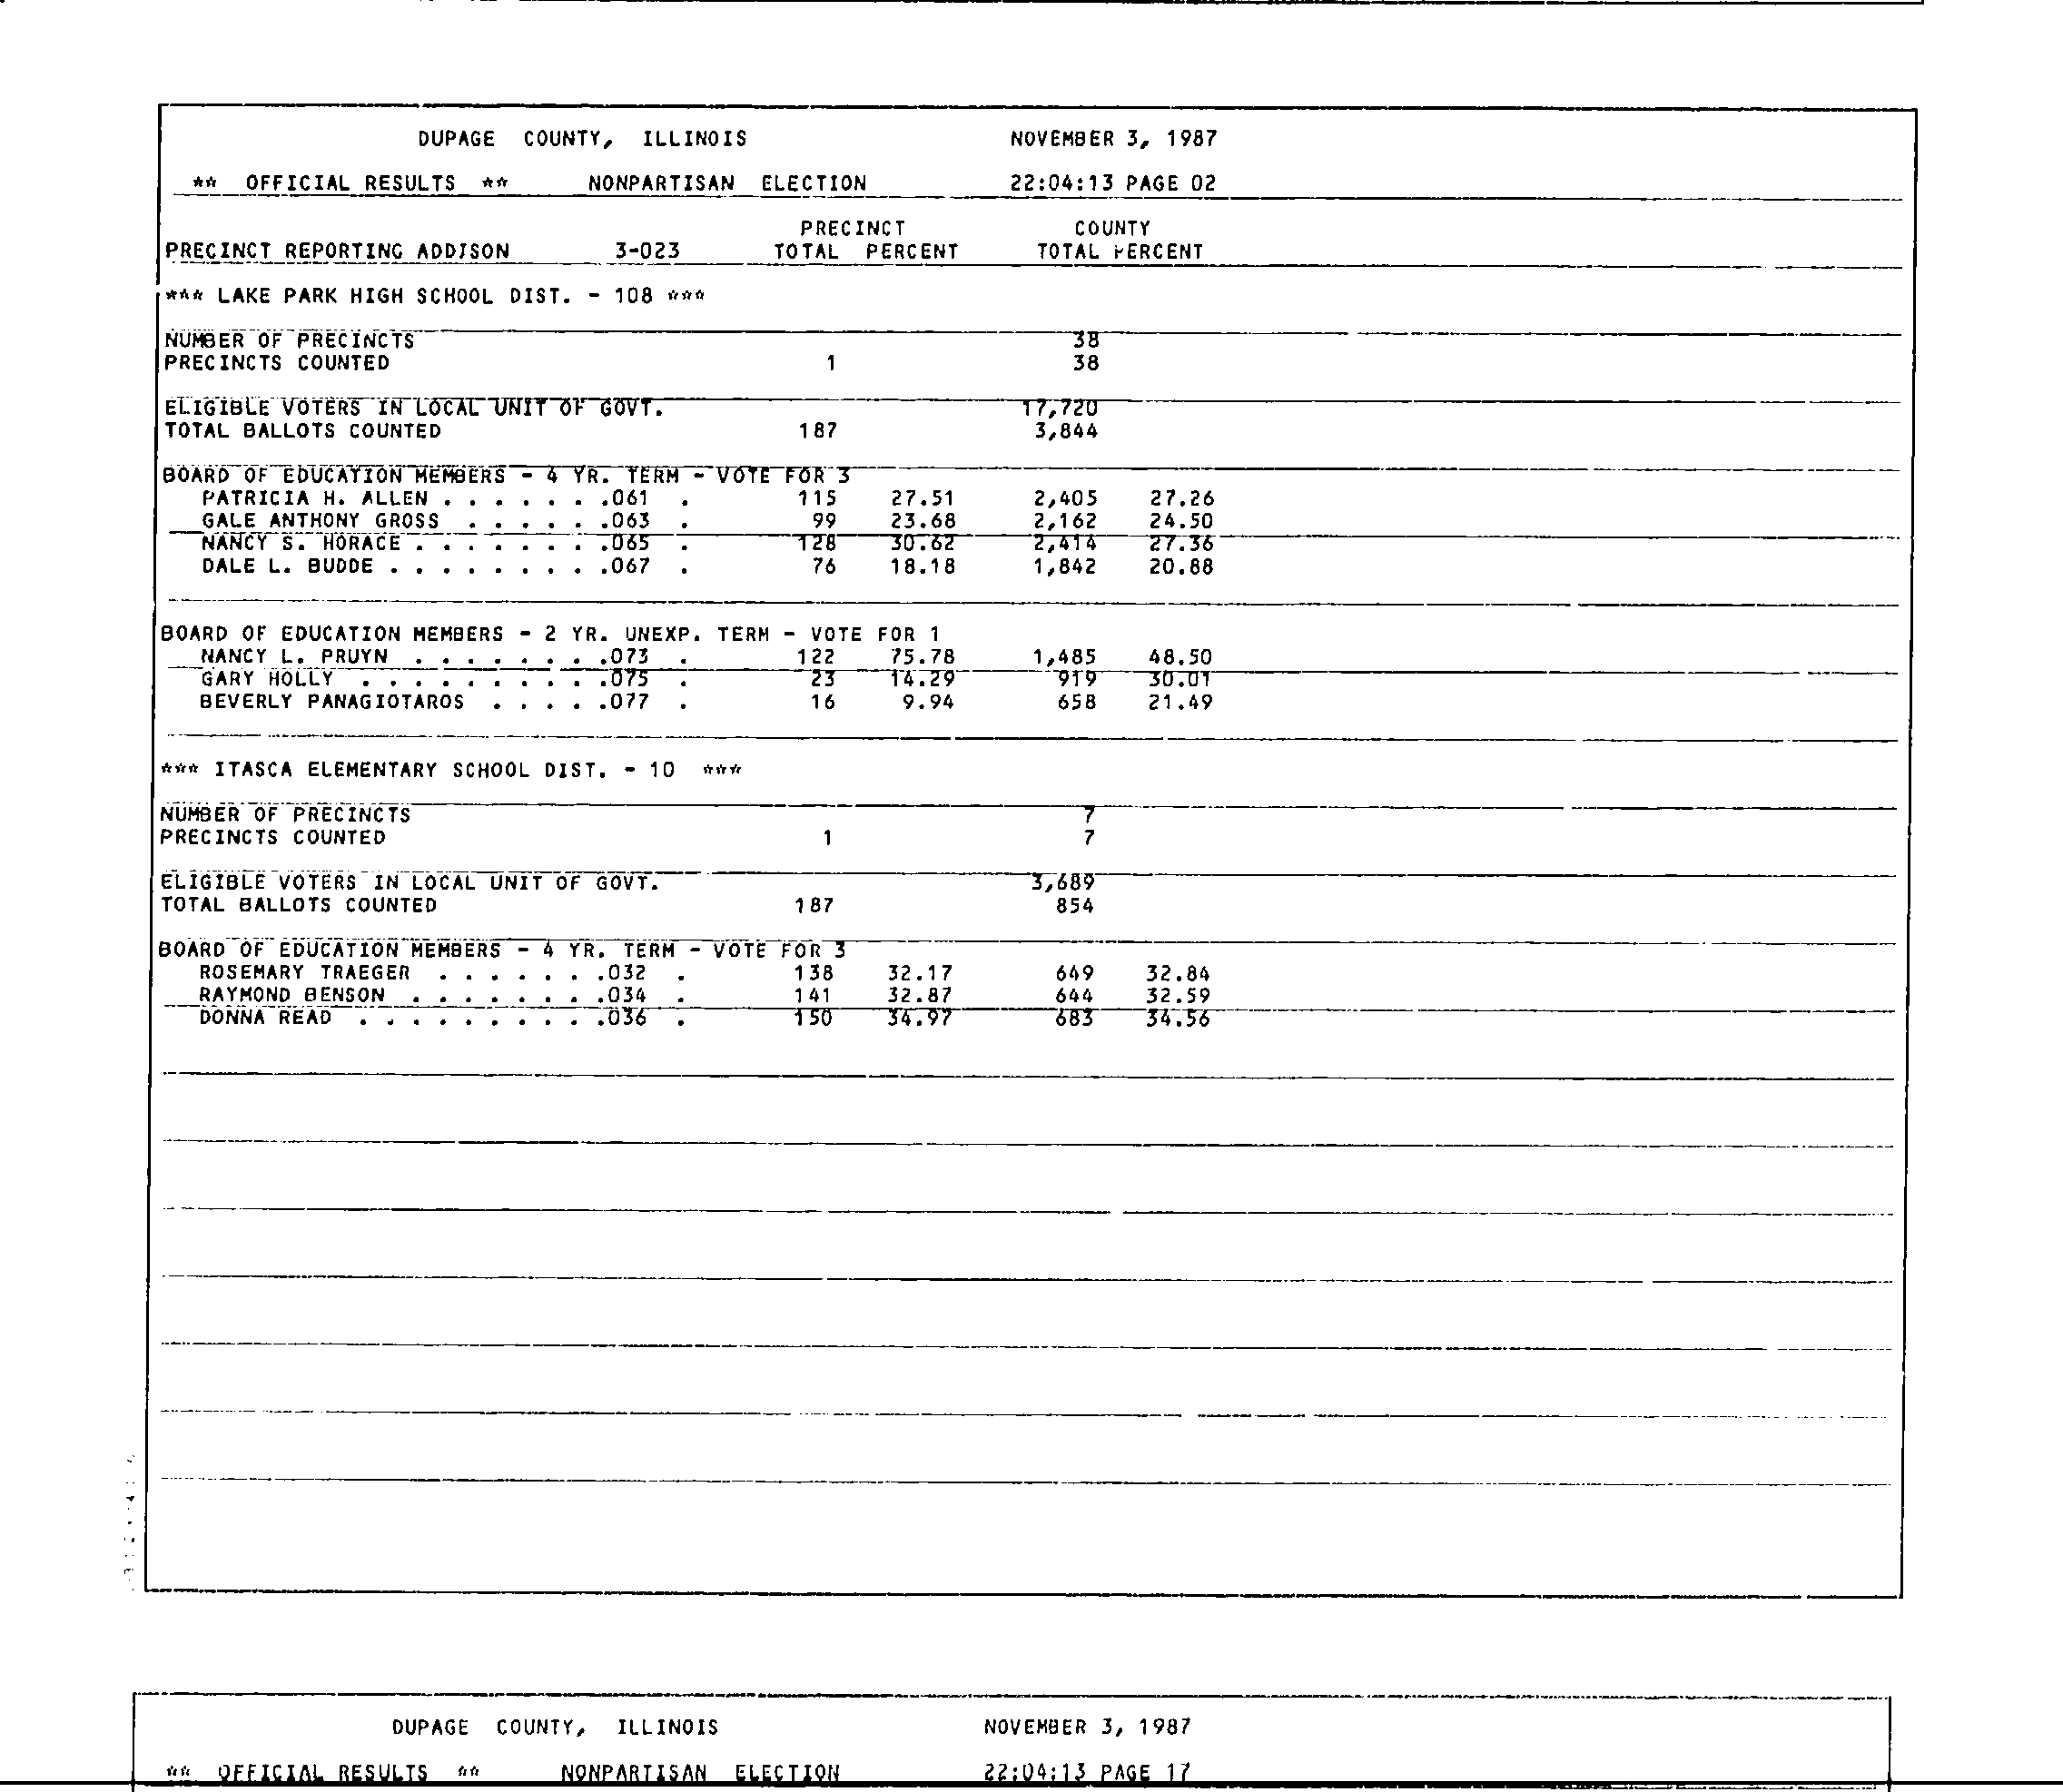 DUPAGE COUNTY, ILLINOIS NOVEMBER 3, 1987
** OFFICIAL RESULTS ** NONPARTISAN ELECTION 22:04:13 PAGE 02
PRECINCT COUNTY
PRECINCT REPORTING ADDISON 3-023 TOTAL PERCENT TOTAL PERCENT
*** LAKE PARK HIGH SCHOOL DIST. - 108 ***
NUMBER OF PRECINCTS 38
PRECINCTS COUNTED 1 38
ELIGIBLE VOTERS IN LOCAL UNIT OF GOVT. 17,720
TOTAL BALLOTS COUNTED 187 3,844
BOARD OF EDUCATION MEMBERS - 4 YR. TERM - VOTE FOR 3
PATRICIA H. ALLEN . . . . . . .061 . 115 27.51 2,405 27.26
GALE ANTHONY GROSS . . . . . .063 . 99 23.68 2,162 24.50
NANCY S. HORACE . . . . . . . .065 . 128 30.62 2,414 27.36
DALE L. BUDDE . . . . . . . . .067 . 76 18.18 1,842 20.88
BOARD OF EDUCATION MEMBERS - 2 YR. UNEXP. TERM - VOTE FOR 1
NANCY L. PRUYN . . . . . . . .073 . 122 75.78 1,485 48.50
GARY HOLLY . . . . . . . . . .075 . 23 14.29 919 30.01
BEVERLY PANAGIOTAROS . . . . .077 . 16 9.94 658 21.49
*** ITASCA ELEMENTARY SCHOOL DIST. - 10 ***
NUMBER OF PRECINCTS 7
PRECINCTS COUNTED 1 7
ELIGIBLE VOTERS IN LOCAL UNIT OF GOVT. 3,689
TOTAL BALLOTS COUNTED 187 854
BOARD OF EDUCATION MEMBERS - 4 YR. TERM - VOTE FOR 3
ROSEMARY TRAEGER . . . . . . .032 . 138 32.17 649 32.84
RAYMOND BENSON . . . . . . . .034 . 141 32.87 644 32.59
DONNA READ . . . . . . . . . .036 . 150 34.97 683 34.56
DUPAGE COUNTY, ILLINOIS NOVEMBER 3, 1987
** OFFICIAL RESULTS ** NONPARTISAN ELECTION 22:04:13 PAGE 17